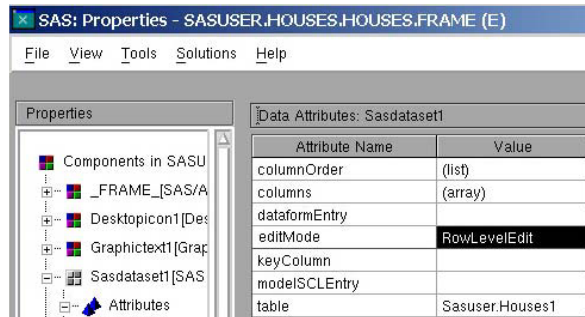 SAS: Properties - SASUSER.HOUSES.HOUSES.FRAME (E)
File View Tools Solutions Help
Properties
Components in SASU
_FRAME_[SAS/A
Desktopicon1[Des
Graphictext1[Grap
Sasdataset1[SAS
Attributes
Data Attributes: Sasdataset1
Attribute Name Value
columnOrder (list)
columns (array)
dataformEntry
editMode RowLevelEdit
keyColumn
modelSCLEntry
table Sasuser.Houses1